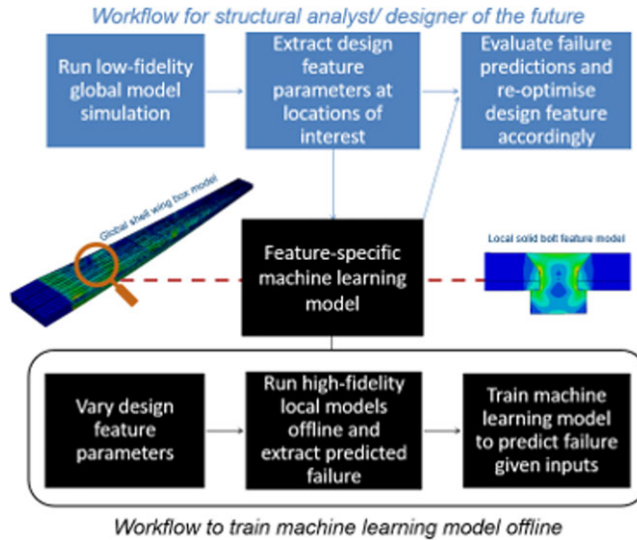 Workflow for structural analyst/ designer of the future
Run low-fidelity
global model
simulation
Extract design
feature
parameters at
locations of
interest
Evaluate failure
predictions and
re-optimise
design feature
accordingly
Global shell wing box model
Feature-specific
machine learning
model
Local solid bolt feature model
Vary design
feature
parameters
Run high-fidelity
local models
offline and
extract predicted
failure
Train machine
learning model
to predict failure
given inputs
Workflow to train machine learning model offline